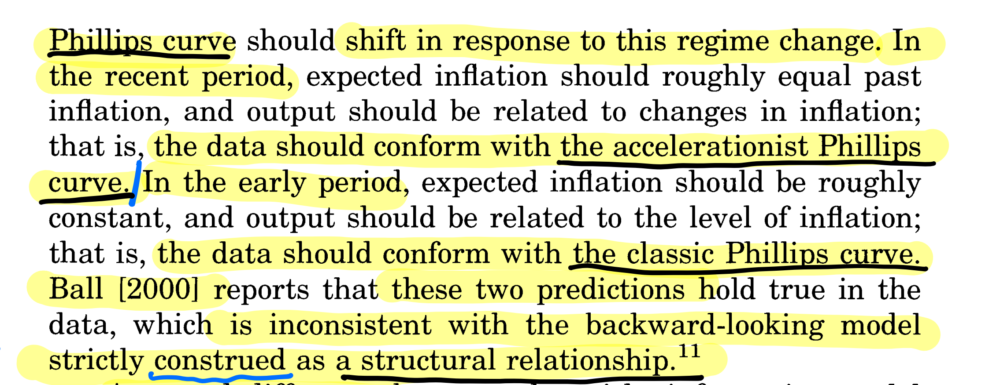 Phillips curve should shift in response to this regime change. In
the recent period, expected inflation should roughly equal past
inflation, and output should be related to changes in inflation;
that is, the data should conform with the accelerationist Phillips
curve. In the early period, expected inflation should be roughly
constant, and output should be related to the level of inflation;
that is, the data should conform with the classic Phillips curve.
Ball [2000] reports that these two predictions hold true in the
data, which is inconsistent with the backward-looking model
strictly construed as a structural relationship.11